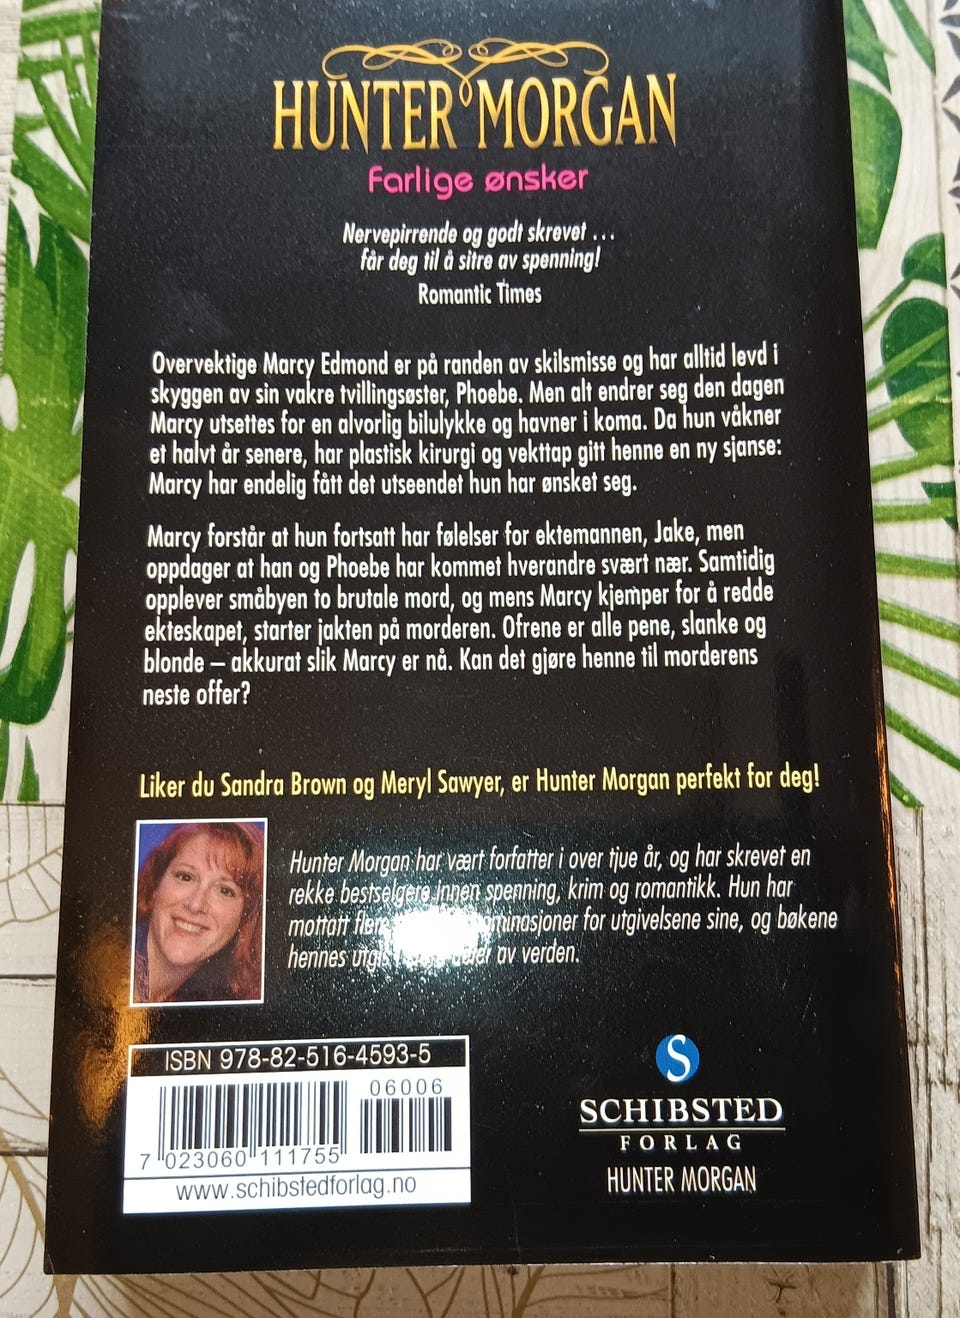 HUNTER MORGAN
Farlige ønsker
Nervepirrende og godt skrevet ...
får deg til å sitre av spenning!
Romantic Times
Overvektige Marcy Edmond er på randen av skilsmisse og har alltid levd i
skyggen av sin vakre tvillingsøster, Phoebe. Men alt endrer seg den dagen
Marcy utsettes for en alvorlig bilulykke og havner i koma. Da hun våkner
et halvt år senere, har plastisk kirurgi og vekttap gitt henne en ny sjanse:
Marcy har endelig fått det utseendet hun har ønsket seg.
Marcy forstår at hun fortsatt har følelser for ektemannen, Jake, men
oppdager at han og Phoebe har kommet hverandre svært nær. Samtidig
opplever småbyen to brutale mord, og mens Marcy kjemper for å redde
ekteskapet, starter jakten på morderen. Ofrene er alle pene, slanke og
blonde – akkurat slik Marcy er nå. Kan det gjøre henne til morderens
neste offer?
Liker du Sandra Brown og Meryl Sawyer, er Hunter Morgan perfekt for deg!
Hunter Morgan har vært forfatter i over tjue år, og har skrevet en
rekke bestselgere innen spenning, krim og romantikk. Hun har
mottatt for utgivelsene sine, og bøkene
hennes av verden.
ISBN 978-82-516-4593-5
06006
7 023060 111755
www.schibstedforlag.no
S
SCHIBSTED
FORLAG
HUNTER MORGAN